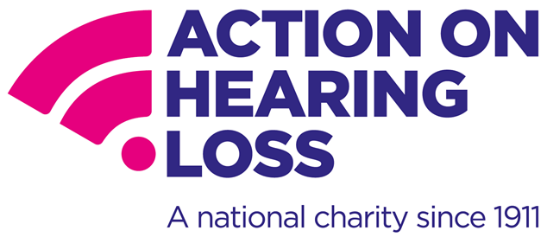 ACTION ON
HEARING
LOSS
A national charity since 1911